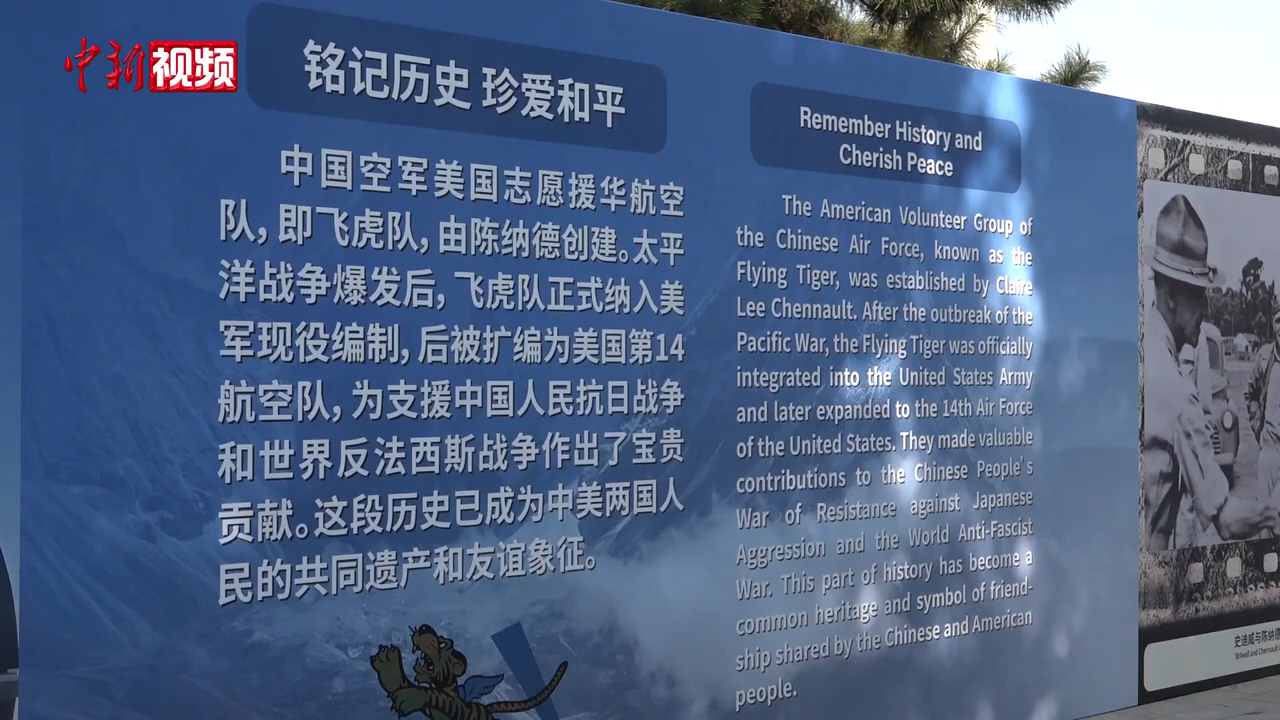 中新视频
铭记历史 珍爱和平
中国空军美国志愿援华航空
队，即飞虎队，由陈纳德创建。太平
洋战争爆发后，飞虎队正式纳入美
军现役编制，后被扩编为美国第14
航空队，为支援中国人民抗日战争
和世界反法西斯战争作出了宝贵
贡献。这段历史已成为中美两国人
民的共同遗产和友谊象征。
Remember History and
Cherish Peace
The American Volunteer Group of
the Chinese Air Force, known as the
Flying Tiger, was established by Claire
Lee Chennault. After the outbreak of the
Pacific War, the Flying Tiger was officially
integrated into the United States Army
and later expanded to the 14th Air Force
of the United States. They made valuable
contributions to the Chinese People's
War of Resistance against Japanese
Aggression and the World Anti-Fascist
War. This part of history has become a
common heritage and symbol of friend-
ship shared by the Chinese and American
people.
史迪威与陈纳德
Stilwell and Chennault